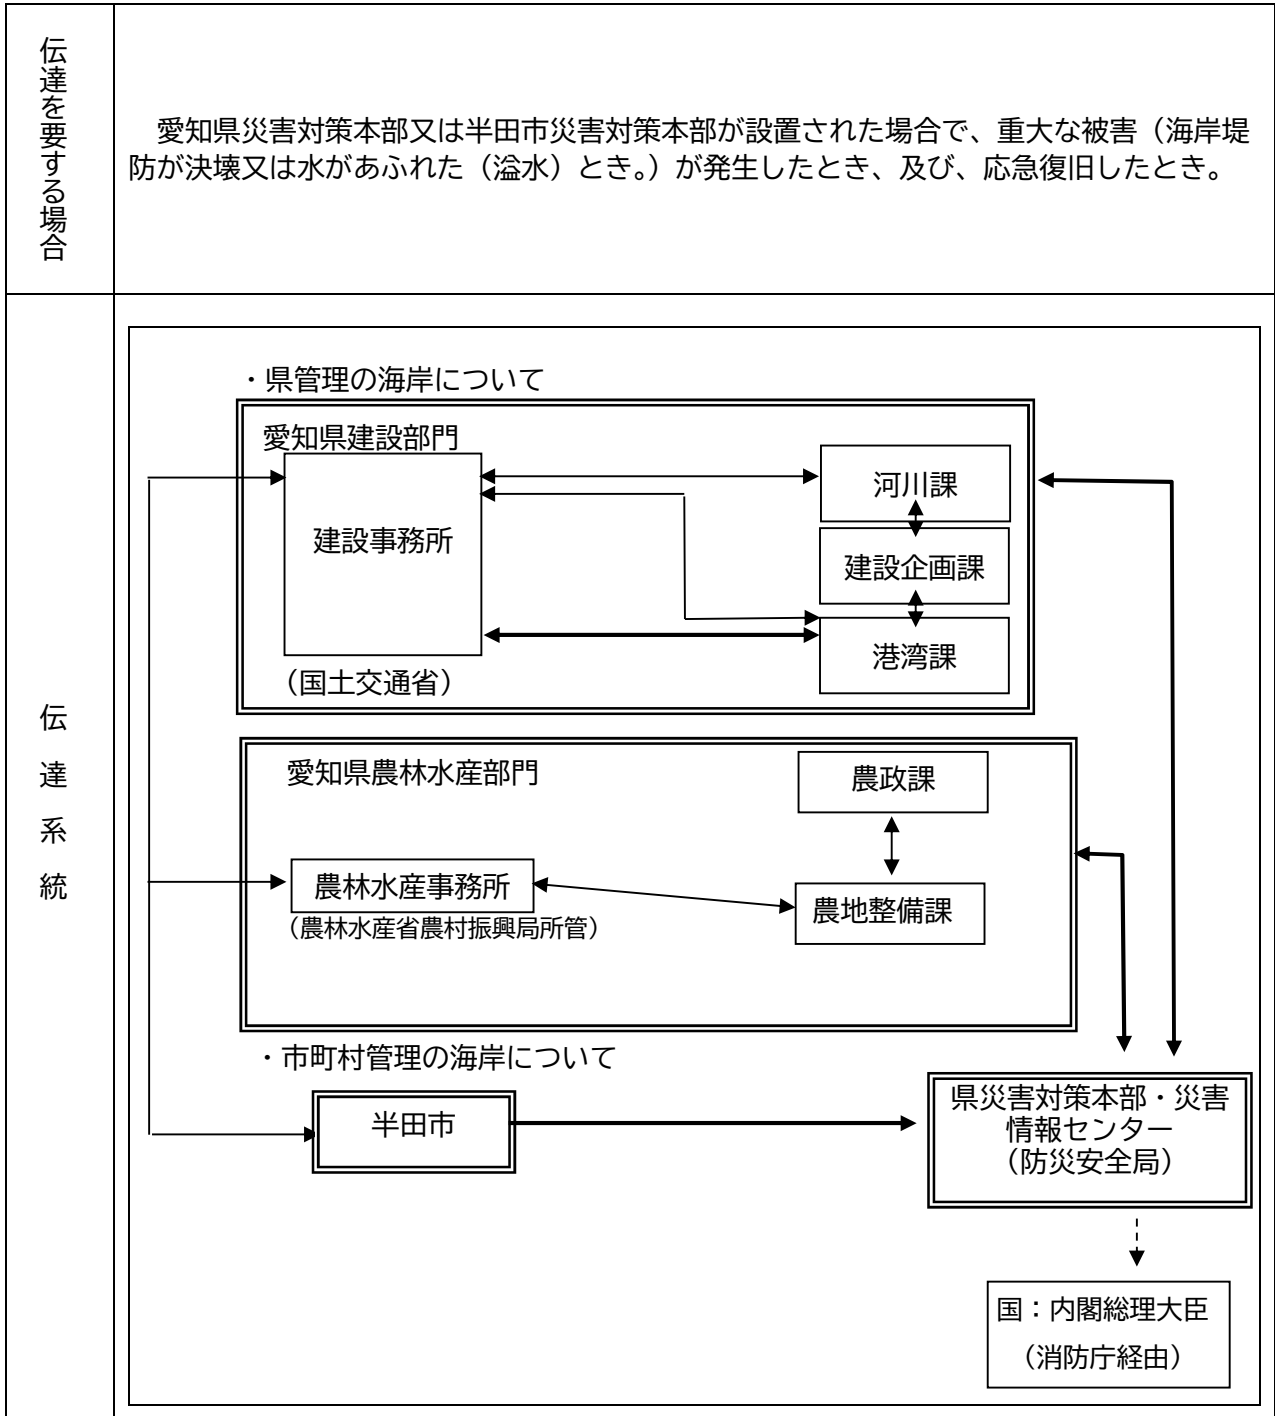 伝達を要する場合
愛知県災害対策本部又は半田市災害対策本部が設置された場合で、重大な被害（海岸堤
防が決壊又は水があふれた（溢水）とき。）が発生したとき、及び、応急復旧したとき。
伝達系統
・県管理の海岸について
愛知県建設部門
建設事務所
（国土交通省）
河川課
建設企画課
港湾課
愛知県農林水産部門
農政課
農林水産事務所
（農林水産省農村振興局所管）
農地整備課
・市町村管理の海岸について
半田市
県災害対策本部・災害
情報センター
（防災安全局）
国：内閣総理大臣
（消防庁経由）